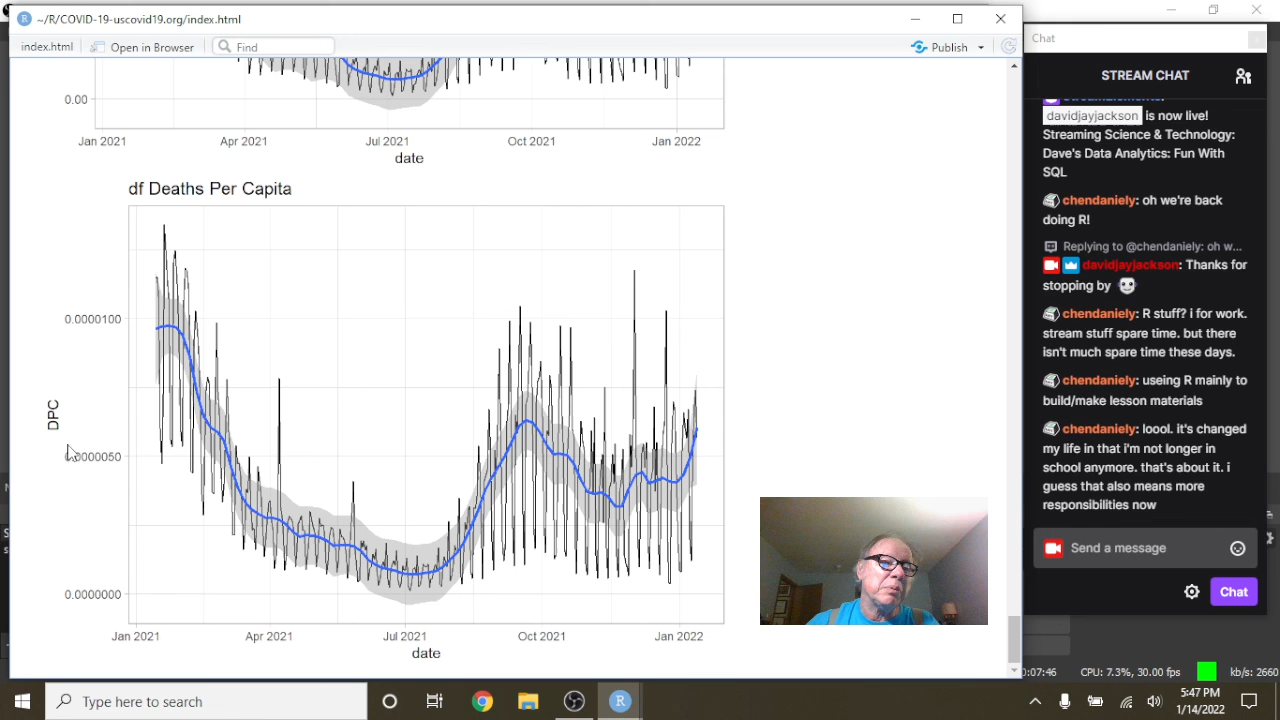 ~/R/COVID-19-uscovid19.org/index.html
index.html
Open in Browser
Find
Publish
0.00
Jan 2021
Apr 2021
Jul 2021
Oct 2021
Jan 2022
date
df Deaths Per Capita
DPC
0.0000100
0.0000050
0.0000000
Jan 2021
Apr 2021
Jul 2021
Oct 2021
Jan 2022
date
Chat
STREAM CHAT
davidjayjackson is now live!
Streaming Science & Technology:
Dave's Data Analytics: Fun With
SQL
chendaniely: oh we're back
doing R!
Replying to @chendaniely: oh w...
davidjayjackson: Thanks for
stopping by
chendaniely: R stuff? i for work.
stream stuff spare time. but there
isn't much spare time these days.
chendaniely: useing R mainly to
build/make lesson materials
chendaniely: loool. it's changed
my life in that i'm not longer in
school anymore. that's about it. i
guess that also means more
responsibilities now
Send a message
Chat
0:07:46
CPU: 7.3%, 30.00 fps
kb/s: 2660
Type here to search
5:47 PM
1/14/2022